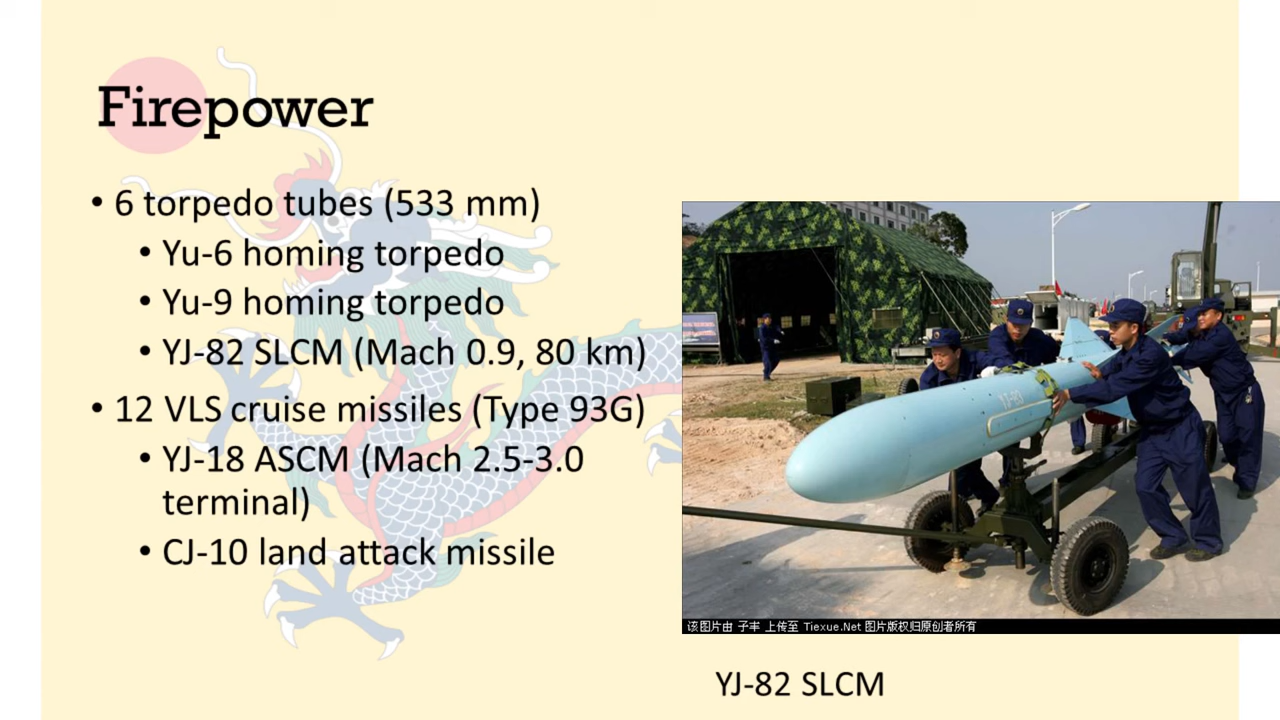 Firepower
• 6 torpedo tubes (533 mm)
• Yu-6 homing torpedo
• Yu-9 homing torpedo
• YJ-82 SLCM (Mach 0.9, 80 km)
• 12 VLS cruise missiles (Type 93G)
• YJ-18 ASCM (Mach 2.5-3.0
terminal)
• CJ-10 land attack missile
该图片由 子丰 上传至 Tiexue.Net 图片版权归原创者所有
YJ-82 SLCM